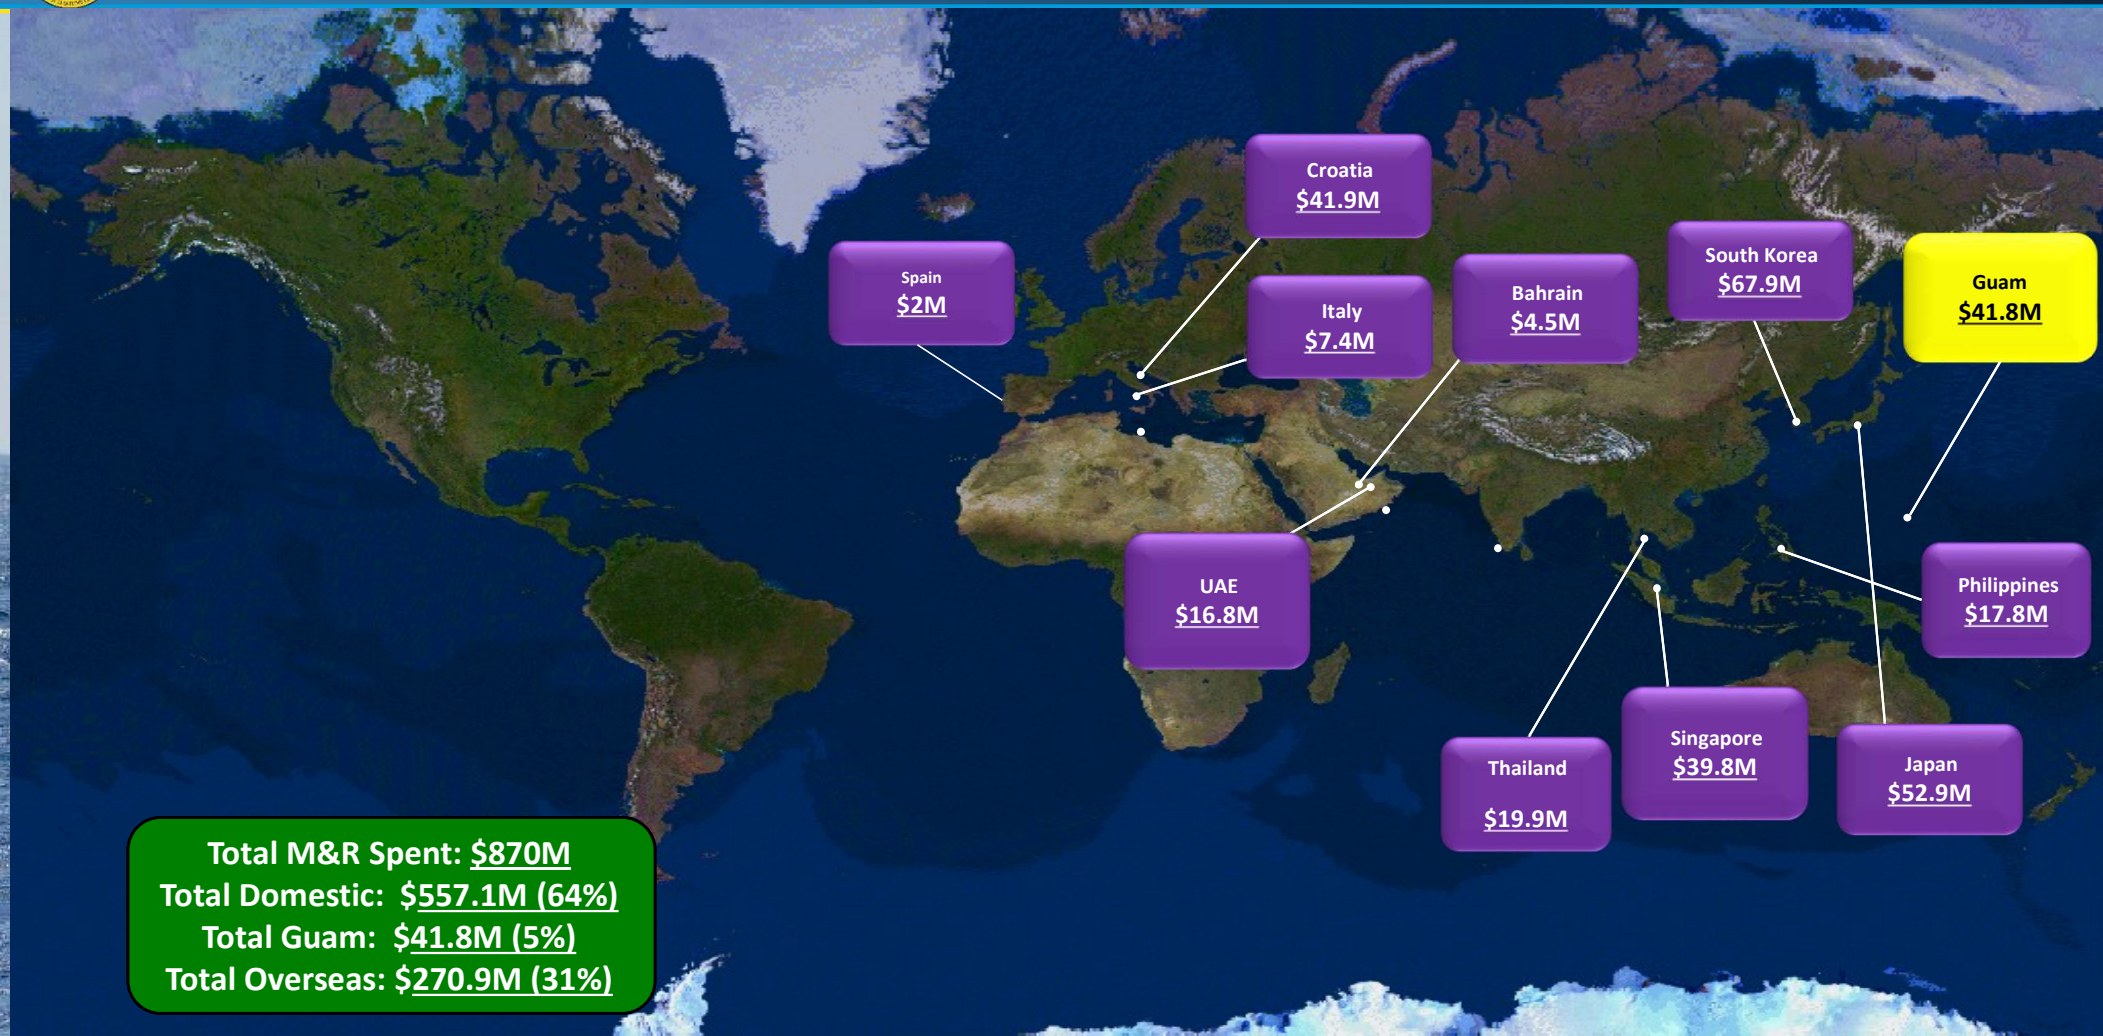 Croatia
$41.9M
Spain
$2M
Italy
$7.4M
Bahrain
$4.5M
South Korea
$67.9M
Guam
$41.8M
UAE
$16.8M
Philippines
$17.8M
Thailand
$19.9M
Singapore
$39.8M
Japan
$52.9M
Total M&R Spent: $870M
Total Domestic: $557.1M (64%)
Total Guam: $41.8M (5%)
Total Overseas: $270.9M (31%)